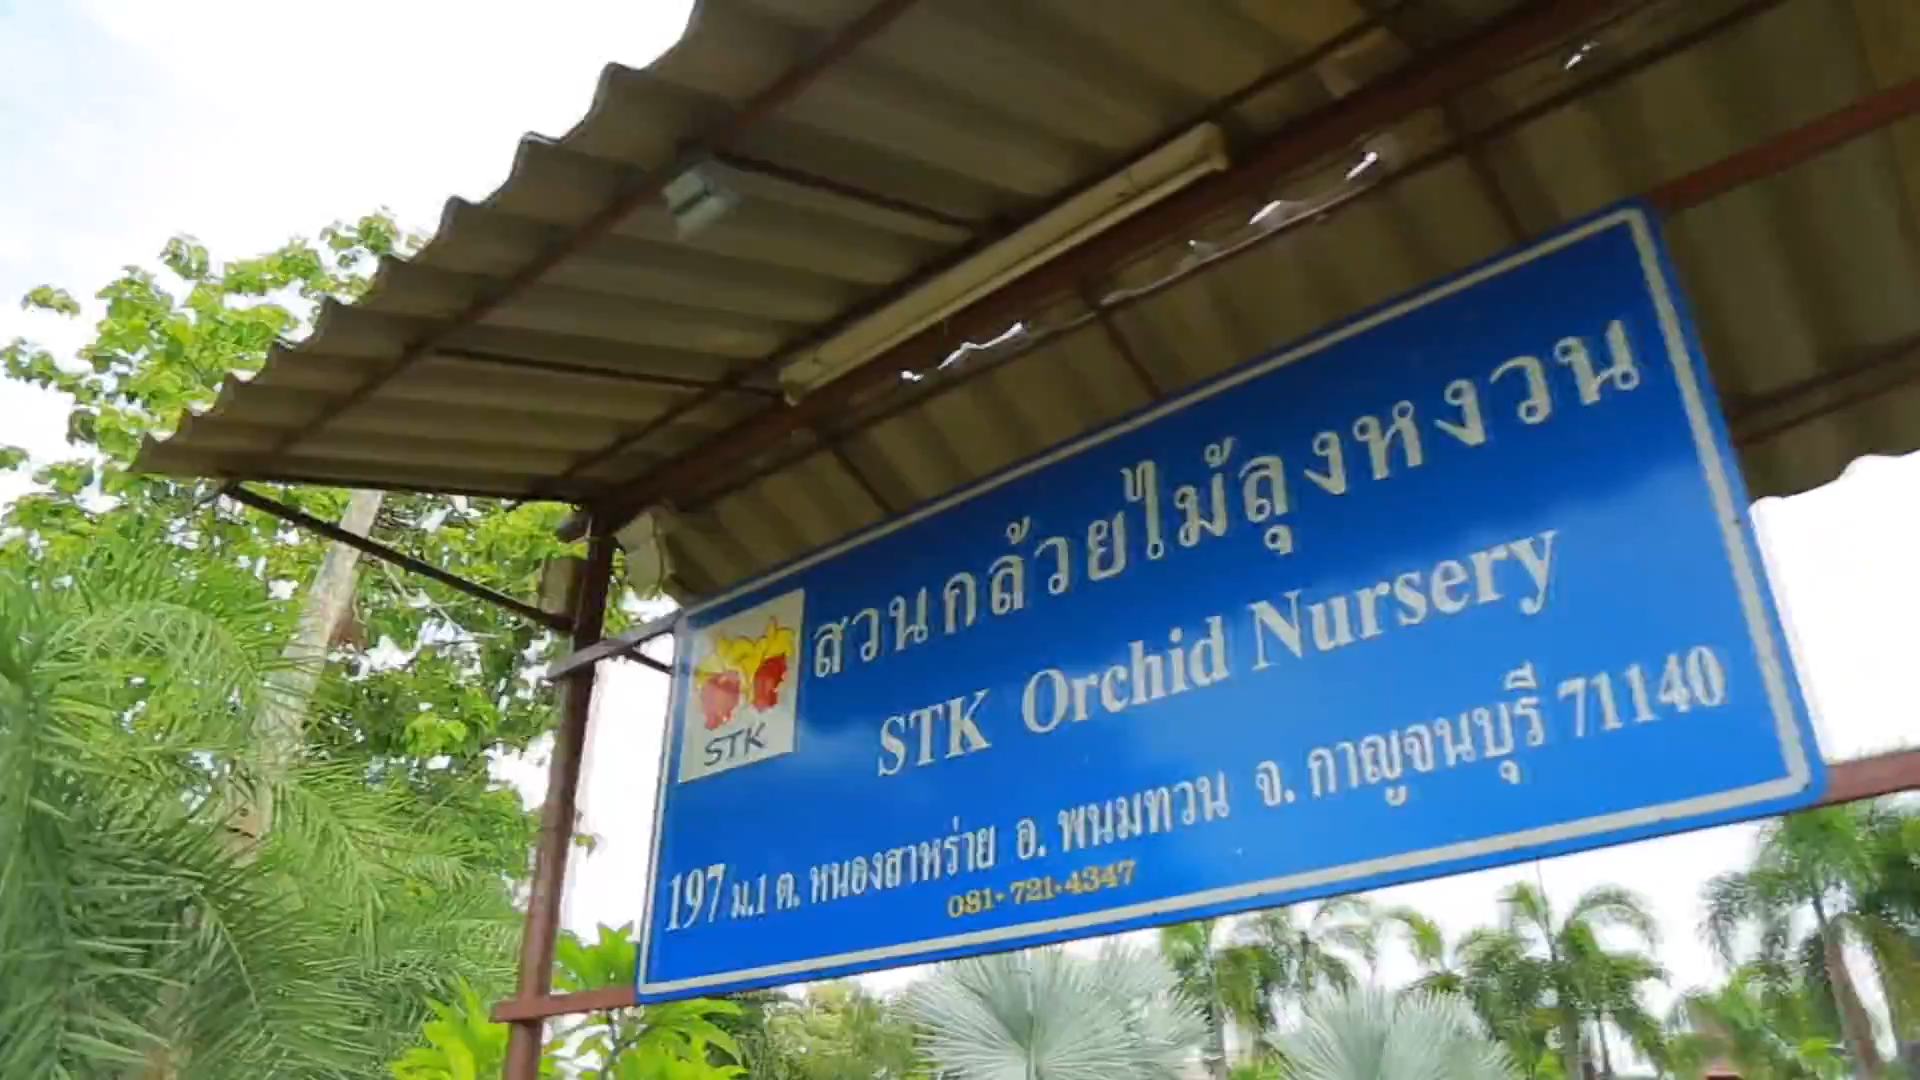 สวนกล้วยไม้ลุงหงวน
STK Orchid Nursery
STK
197 ม.1 ต. หนองสาหร่าย อ. พนมทวน จ. กาญจนบุรี 71140
081-721-4347